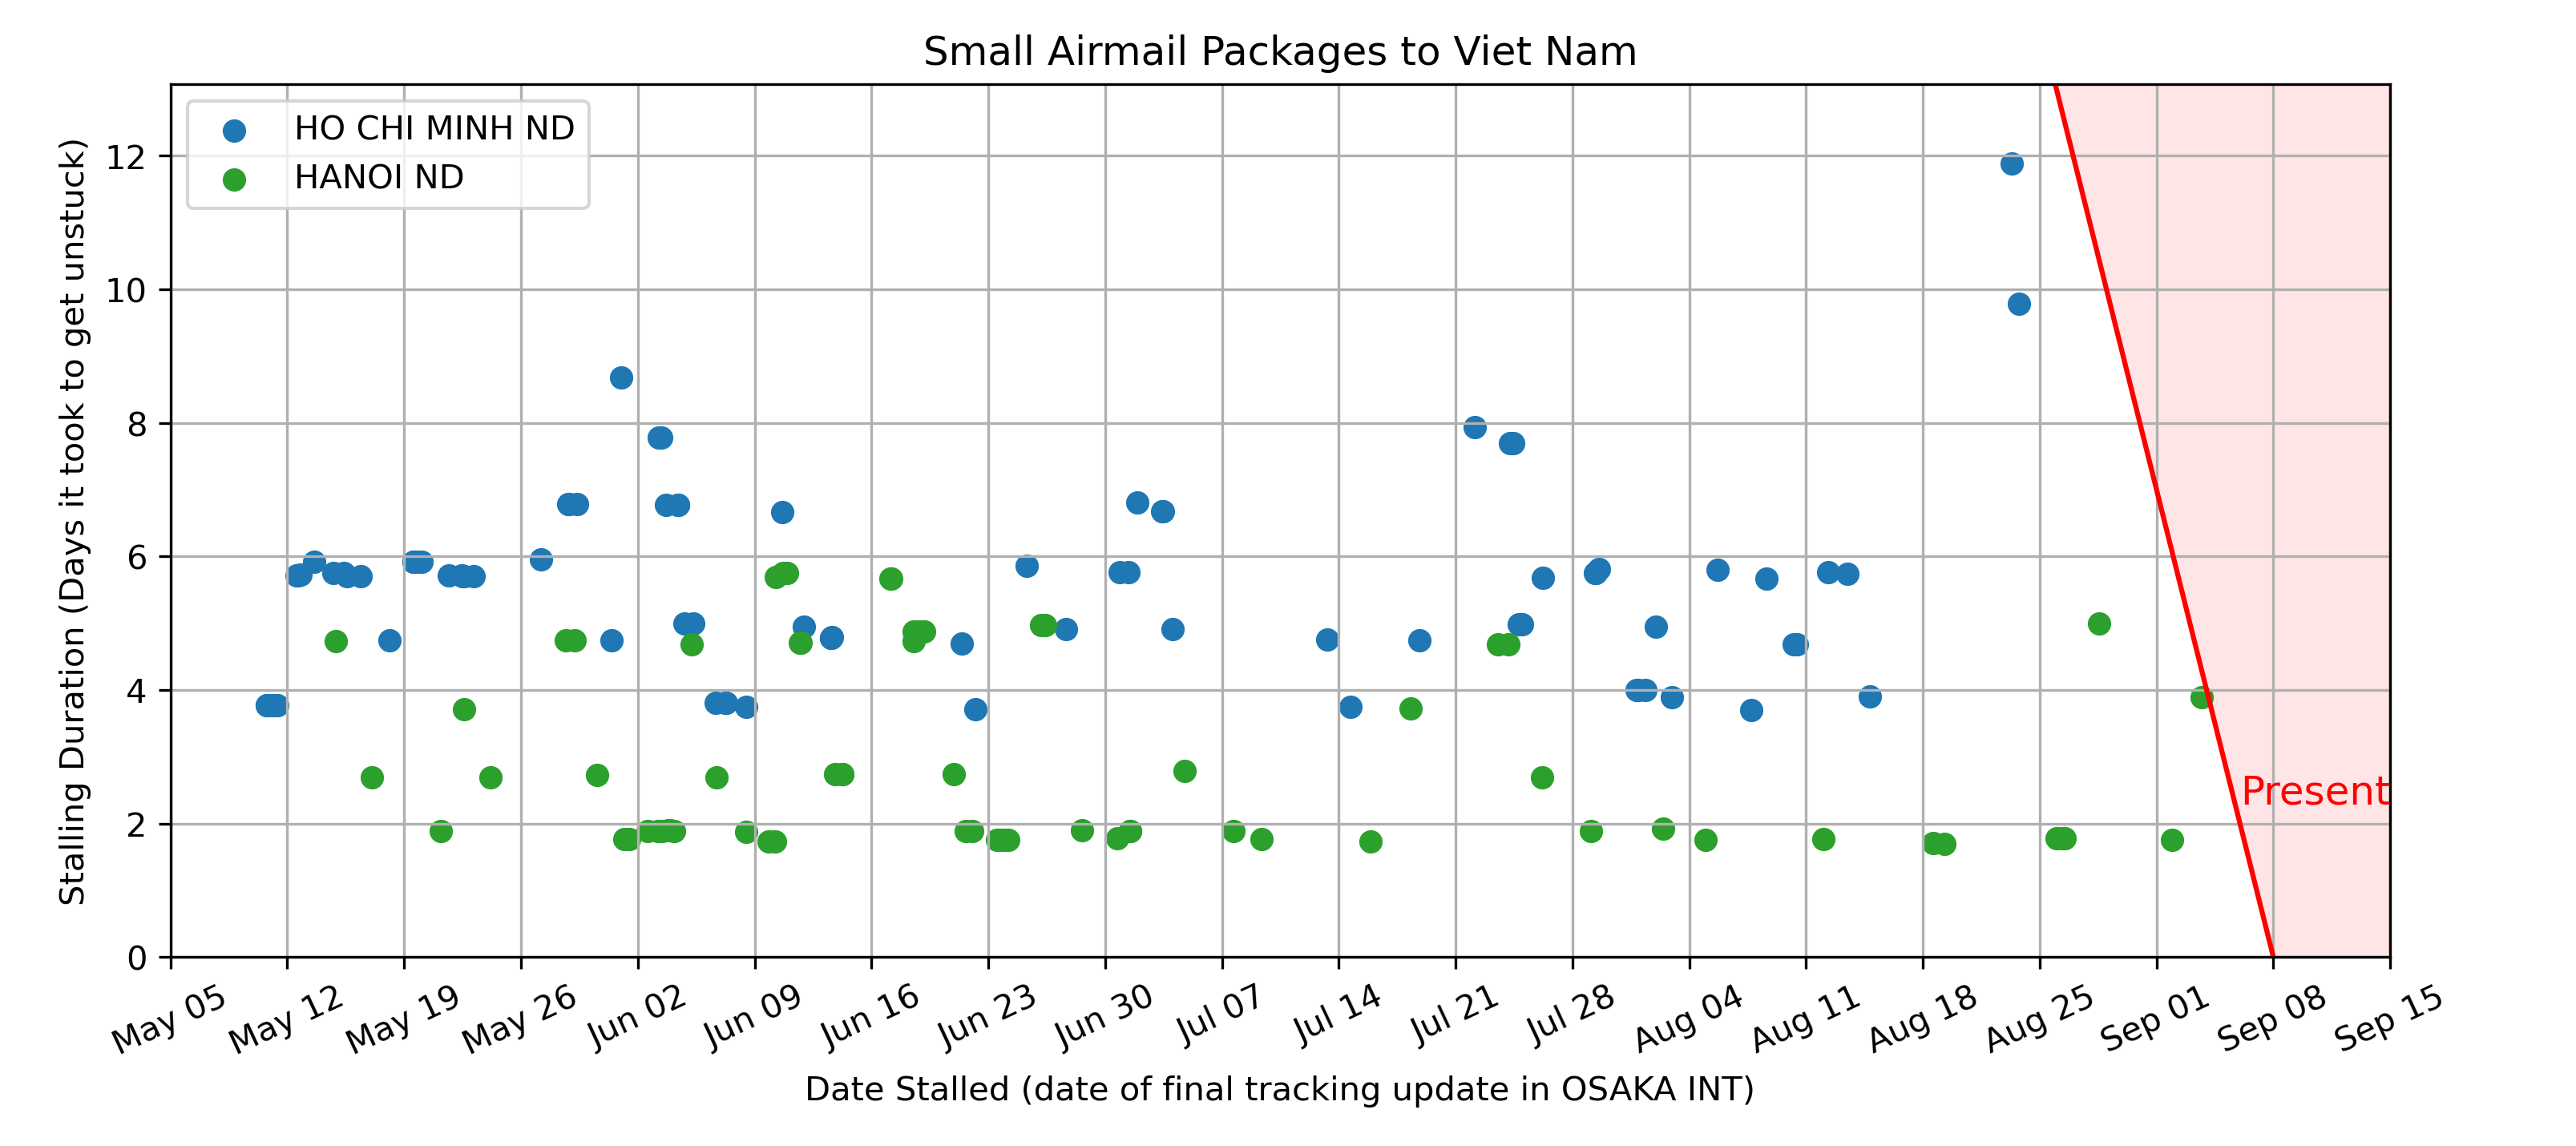 Small Airmail Packages to Viet Nam
HO CHI MINH ND
HANOI ND
Stalling Duration (Days it took to get unstuck)
12
10
8
6
4
2
0
Present
May 05
May 12
May 19
May 26
Jun 02
Jun 09
Jun 16
Jun 23
Jun 30
Jul 07
Jul 14
Jul 21
Jul 28
Aug 04
Aug 11
Aug 18
Aug 25
Sep 01
Sep 08
Sep 15
Date Stalled (date of final tracking update in OSAKA INT)